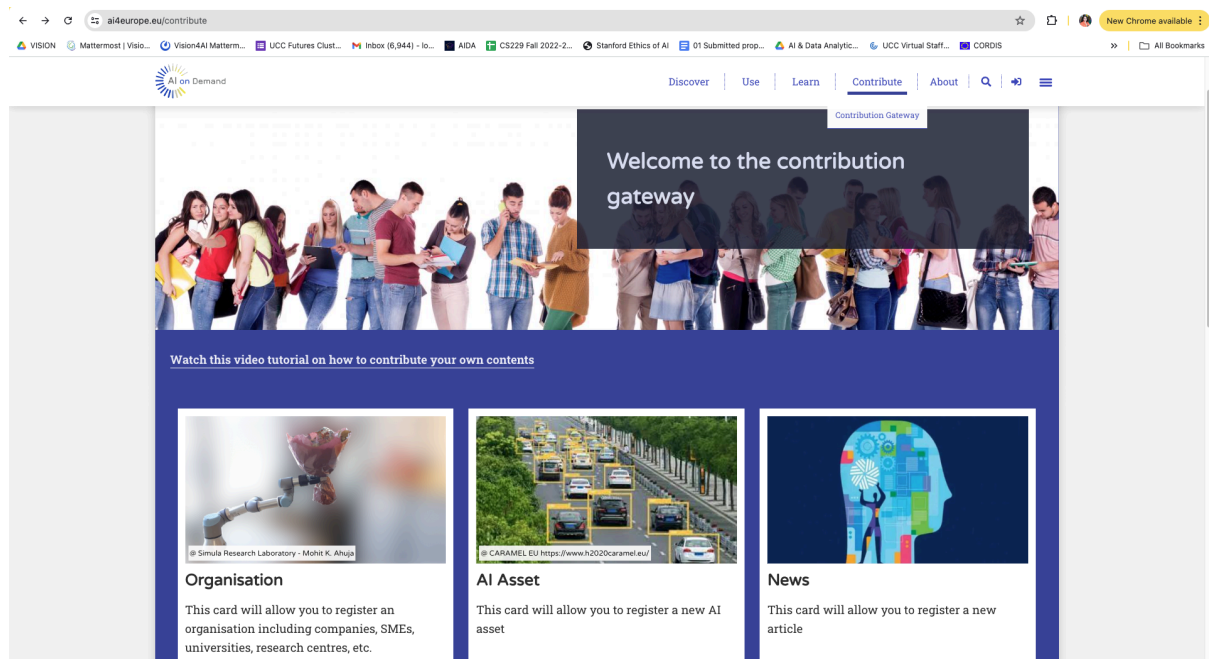 ai4europe.eu/contribute
New Chrome available
VISION
Mattermost | Visio...
Vision4AI Matterm...
UCC Futures Clust...
Inbox (6,944) - lo...
AIDA
CS229 Fall 2022-2...
Stanford Ethics of AI
01 Submitted prop...
AI & Data Analytic...
UCC Virtual Staff...
CORDIS
»
All Bookmarks
AI on Demand
Discover
Use
Learn
Contribute
About
Contribution Gateway
Welcome to the contribution
gateway
Watch this video tutorial on how to contribute your own contents
@ Simula Research Laboratory - Mohit K. Ahuja
Organisation
This card will allow you to register an
organisation including companies, SMEs,
universities, research centres, etc.
@ CARAMEL EU https://www.h2020caramel.eu/
AI Asset
This card will allow you to register a new AI
asset
News
This card will allow you to register a new
article